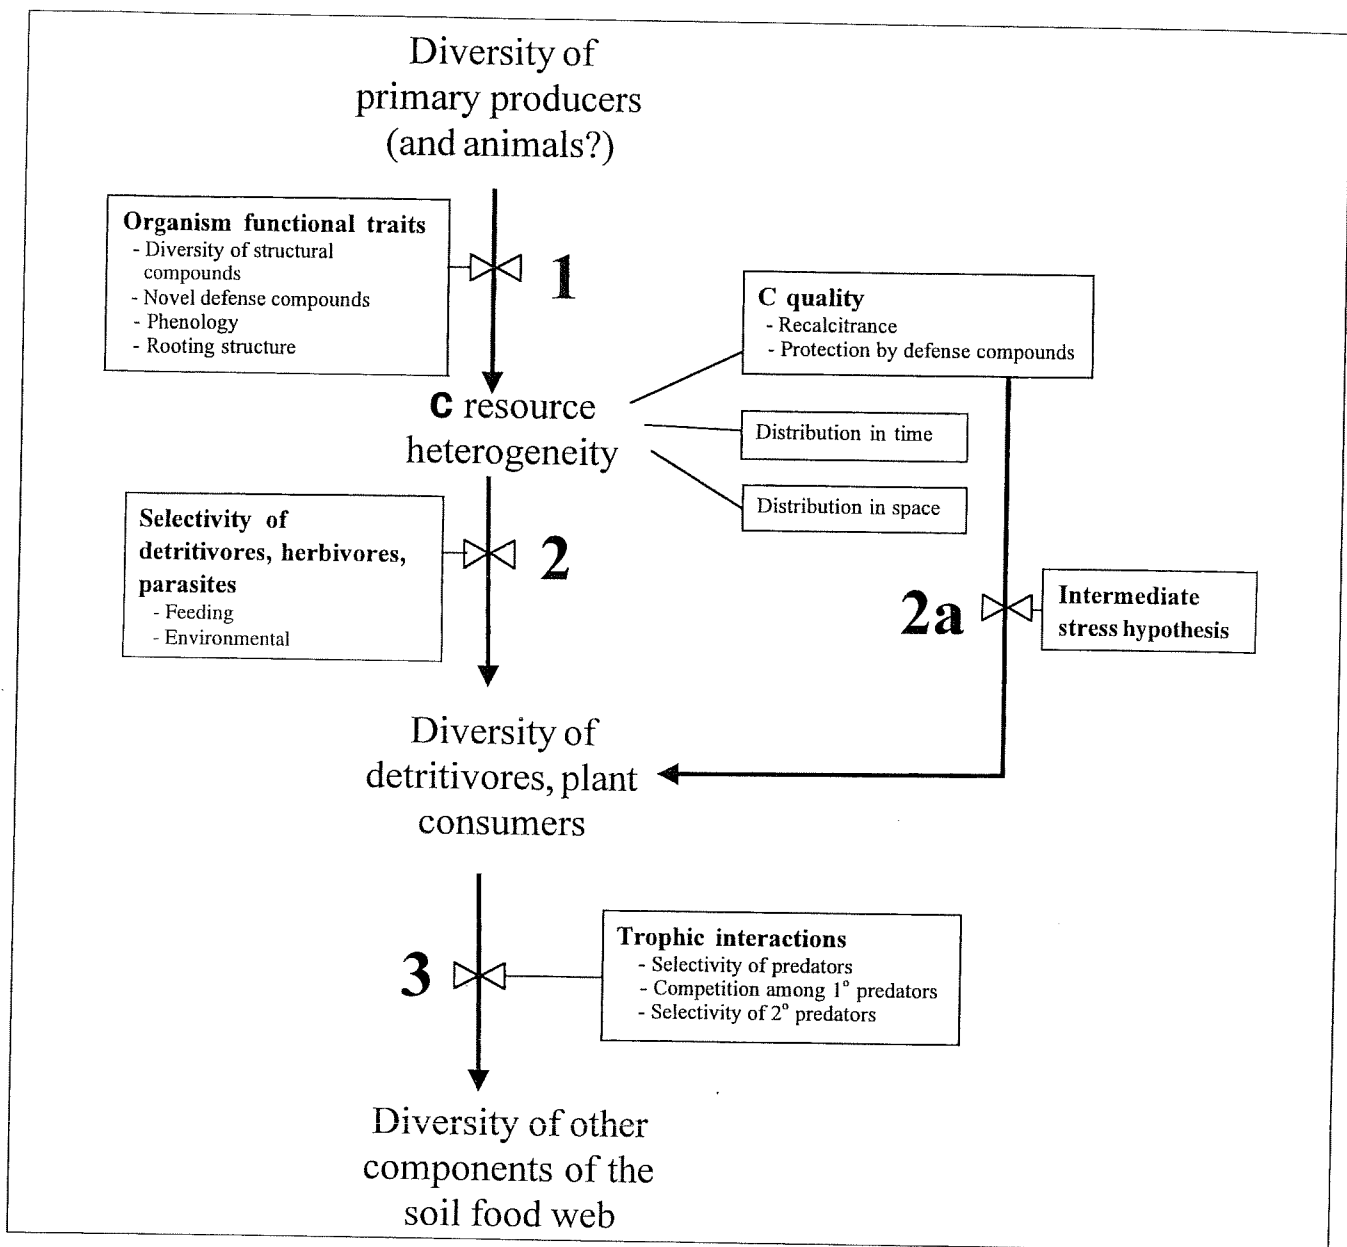 Diversity of
primary producers
(and animals?)
Organism functional traits
- Diversity of structural
compounds
- Novel defense compounds
- Phenology
- Rooting structure
1
C quality
- Recalcitrance
- Protection by defense compounds
C resource
heterogeneity
Distribution in time
Distribution in space
Selectivity of
detritivores, herbivores,
parasites
- Feeding
- Environmental
2
2a
Intermediate
stress hypothesis
Diversity of
detritivores, plant
consumers
3
Trophic interactions
- Selectivity of predators
- Competition among 1° predators
- Selectivity of 2° predators
Diversity of other
components of the
soil food web